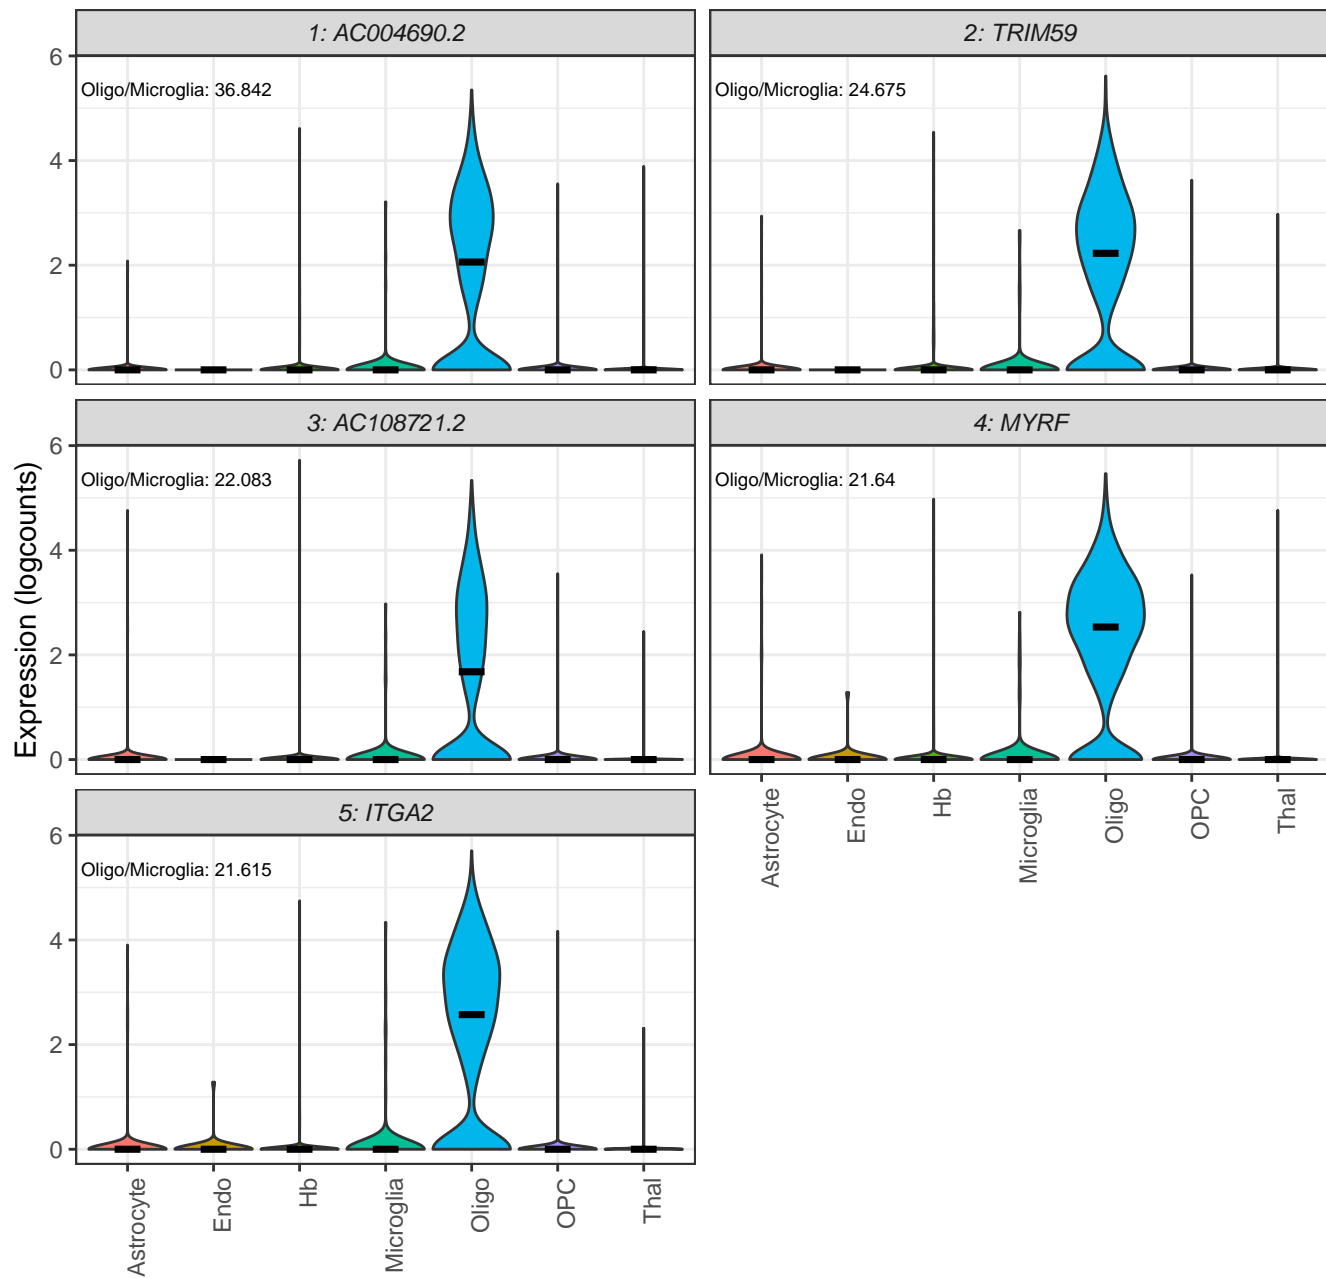 1: AC004690.2
2: TRIM59
Oligo/Microglia: 36.842
Oligo/Microglia: 24.675
6
4
2
0
3: AC108721.2
4: MYRF
Oligo/Microglia: 22.083
Oligo/Microglia: 21.64
6
4
2
0
Expression (logcounts)
Astrocyte
Endo
Hb
Microglia
Oligo
OPC
Thal
5: ITGA2
Oligo/Microglia: 21.615
6
4
2
0
Astrocyte
Endo
Hb
Microglia
Oligo
OPC
Thal